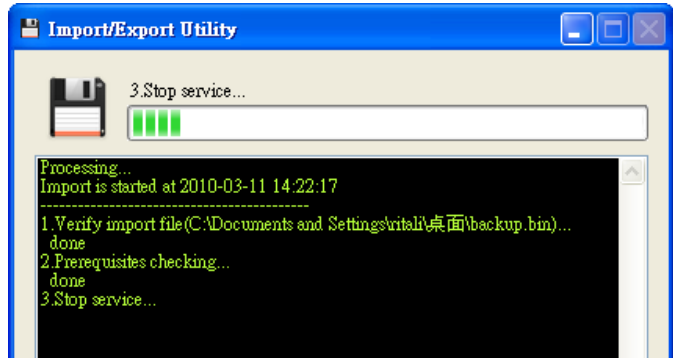 Import/Export Utility
3.Stop service...
Processing...
Import is started at 2010-03-11 14:22:17
-------------------------------------------
1.Verify import file(C:\Documents and Settings\ritali\桌面\backup.bin)...
done
2.Prerequisites checking...
done
3.Stop service...